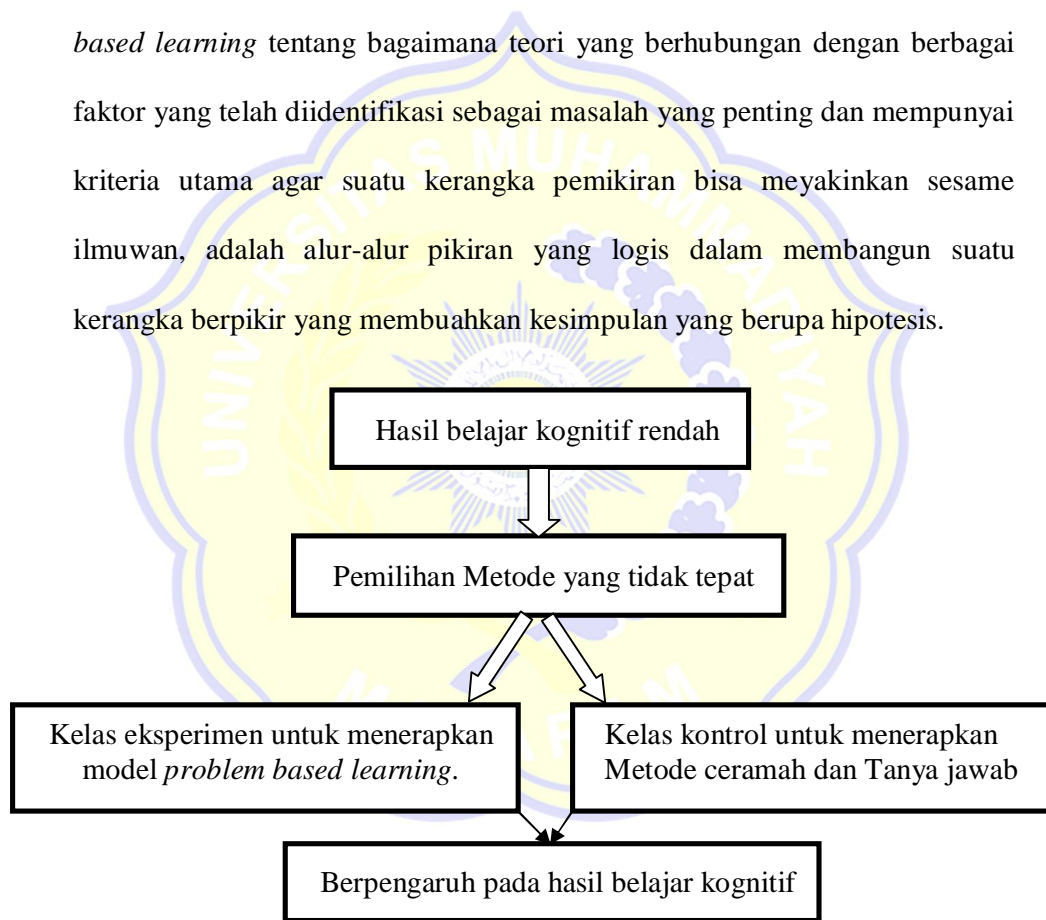 based learning tentang bagaimana teori yang berhubungan dengan berbagai
faktor yang telah diidentifikasi sebagai masalah yang penting dan mempunyai
kriteria utama agar suatu kerangka pemikiran bisa meyakinkan sesame
ilmuwan, adalah alur-alur pikiran yang logis dalam membangun suatu
kerangka berpikir yang membuahkan kesimpulan yang berupa hipotesis.
UNIVERSITAS MUHAMMADIYAH
Hasil belajar kognitif rendah
Pemilihan Metode yang tidak tepat
Kelas eksperimen untuk menerapkan
model problem based learning.
Kelas kontrol untuk menerapkan
Metode ceramah dan Tanya jawab
Berpengaruh pada hasil belajar kognitif